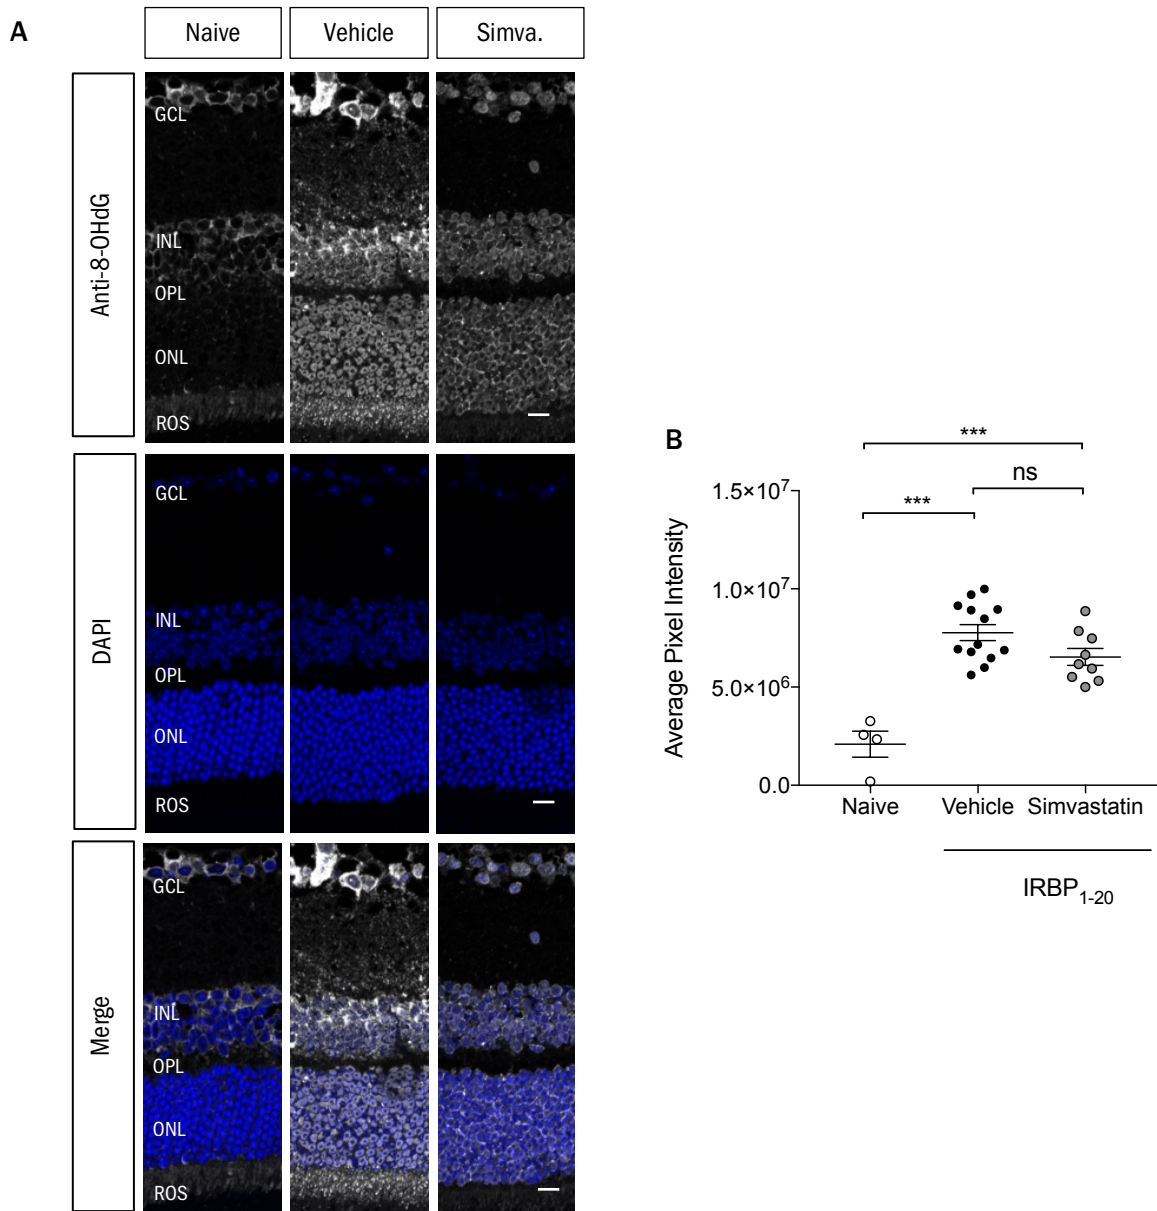 A
Naive
Vehicle
Simva.
Anti-8-OHdG
GCL
INL
OPL
ONL
ROS
DAPI
GCL
INL
OPL
ONL
ROS
Merge
GCL
INL
OPL
ONL
ROS
B
***
***
ns
Average Pixel Intensity
1.5×10⁷
1.0×10⁷
5.0×10⁶
0.0
Naive
Vehicle
Simvastatin
IRBP₁₋₂₀